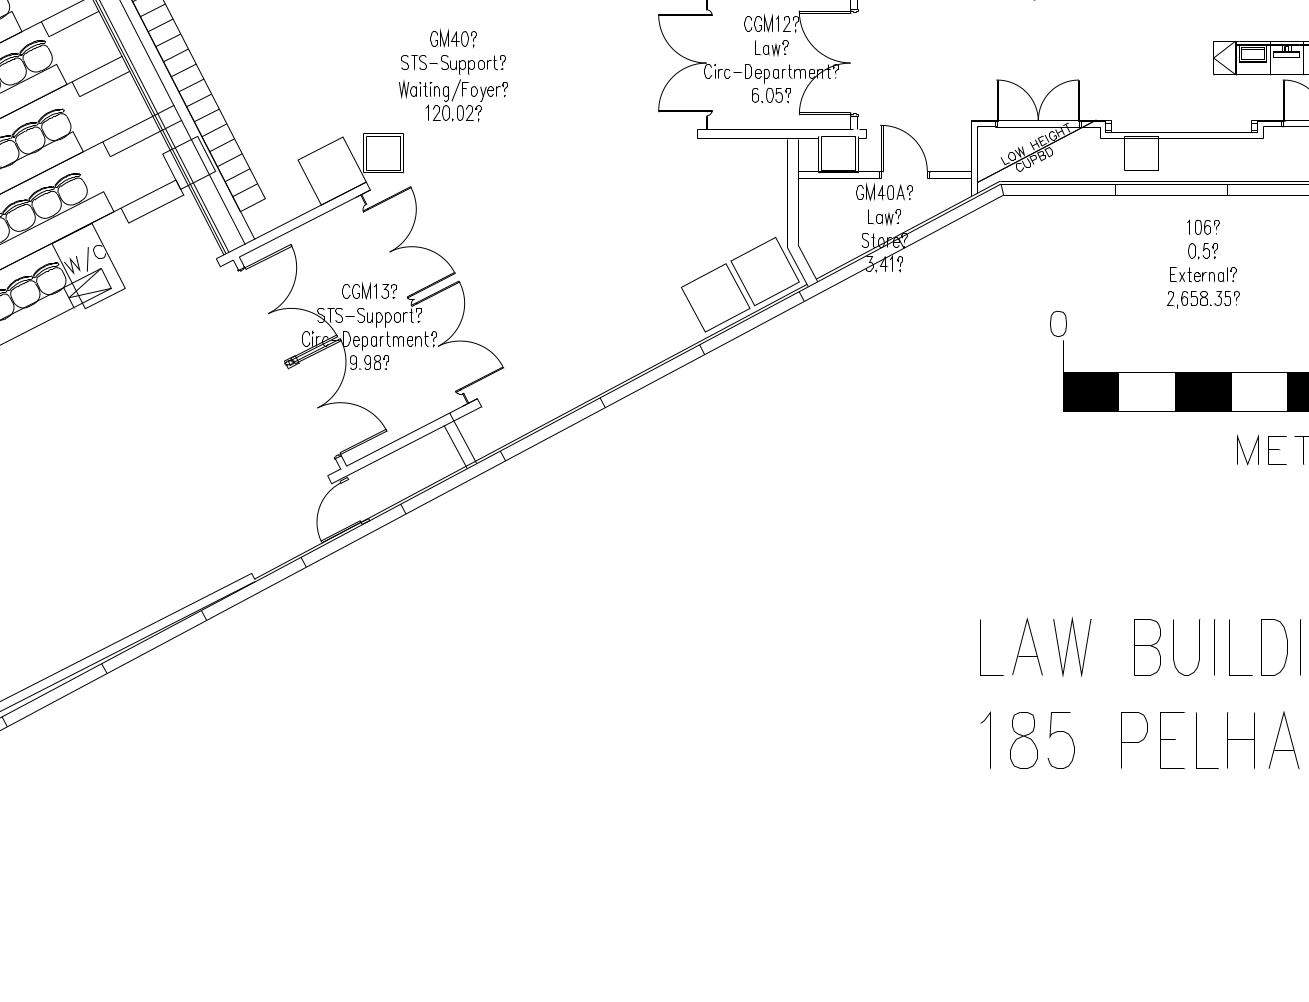 GM40?
STS-Support?
Waiting/Foyer?
120.02?
CGM12?
Law?
Circ-Department?
6.05?
LOW HEIGHT
CUPBD
GM40A?
Law?
Store?
3.41?
106?
0.5?
External?
2,658.35?
W/C
CGM13?
STS-Support?
Circ-Department?
9.98?
0
MET
LAW BUILDI
185 PELHA